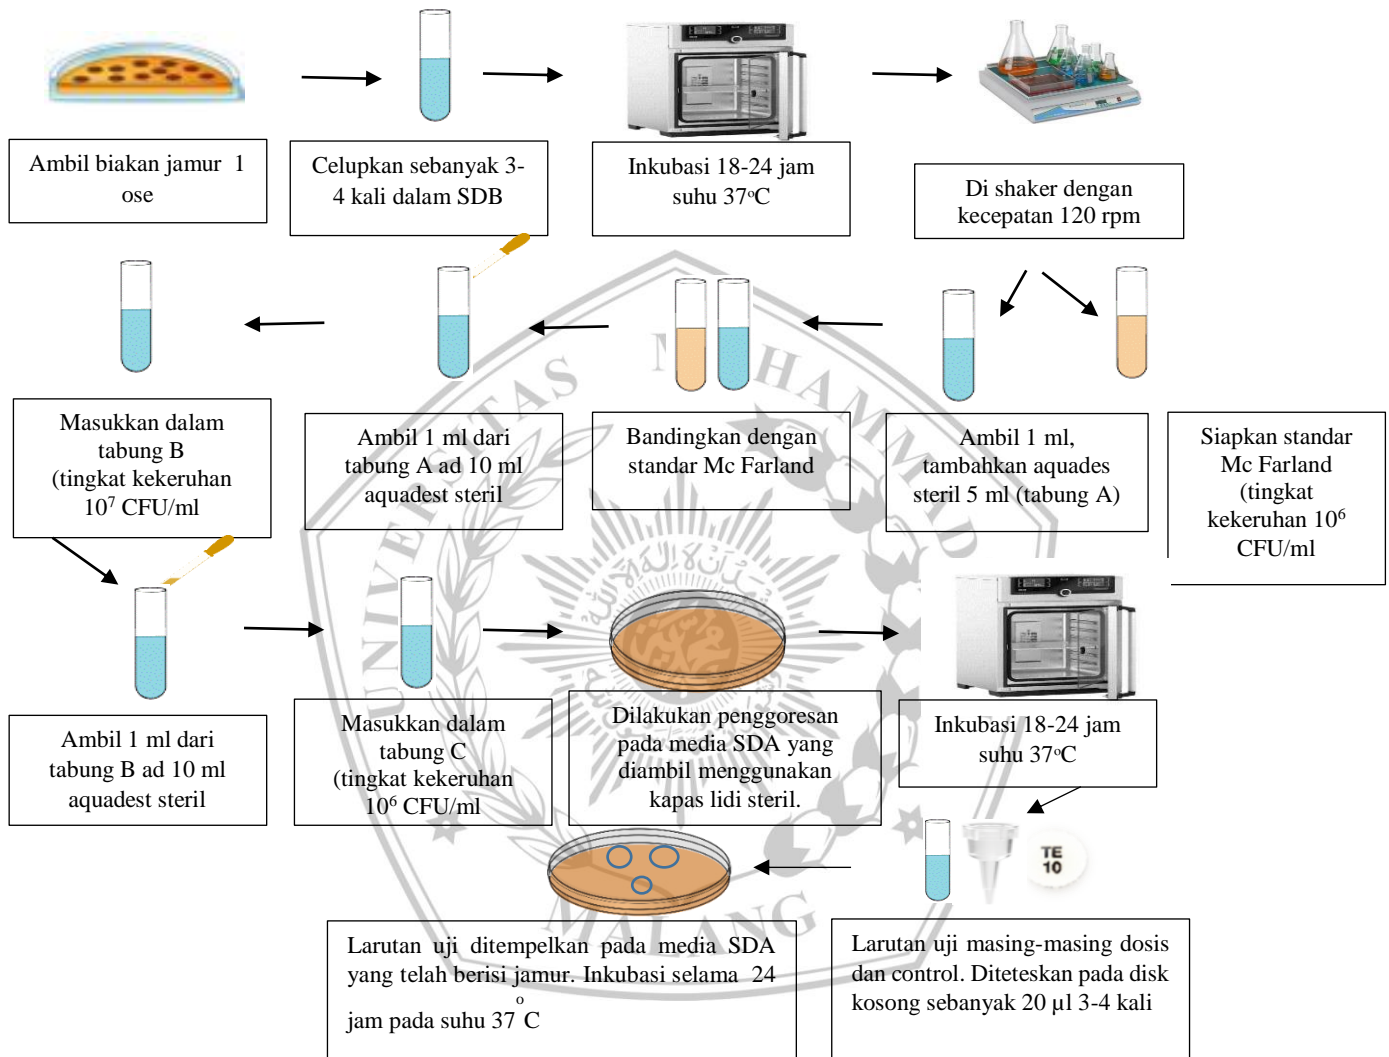 Ambil biakan jamur 1
ose
Celupkan sebanyak 3-
4 kali dalam SDB
Inkubasi 18-24 jam
suhu 37°C
Di shaker dengan
kecepatan 120 rpm
Masukkan dalam
tabung B
(tingkat kekeruhan
10⁷ CFU/ml
Ambil 1 ml dari
tabung A ad 10 ml
aquadest steril
Bandingkan dengan
standar Mc Farland
Ambil 1 ml,
tambahkan aquades
steril 5 ml (tabung A)
Siapkan standar
Mc Farland
(tingkat
kekeruhan 10⁶
CFU/ml
Ambil 1 ml dari
tabung B ad 10 ml
aquadest steril
Masukkan dalam
tabung C
(tingkat kekeruhan
10⁶ CFU/ml
Dilakukan penggoresan
pada media SDA yang
diambil menggunakan
kapas lidi steril.
Inkubasi 18-24 jam
suhu 37°C
TE
10
Larutan uji ditempelkan pada media SDA
yang telah berisi jamur. Inkubasi selama 24
jam pada suhu 37°C
Larutan uji masing-masing dosis
dan control. Diteteskan pada disk
kosong sebanyak 20 µl 3-4 kali
UNIVERSITAS
MALANG